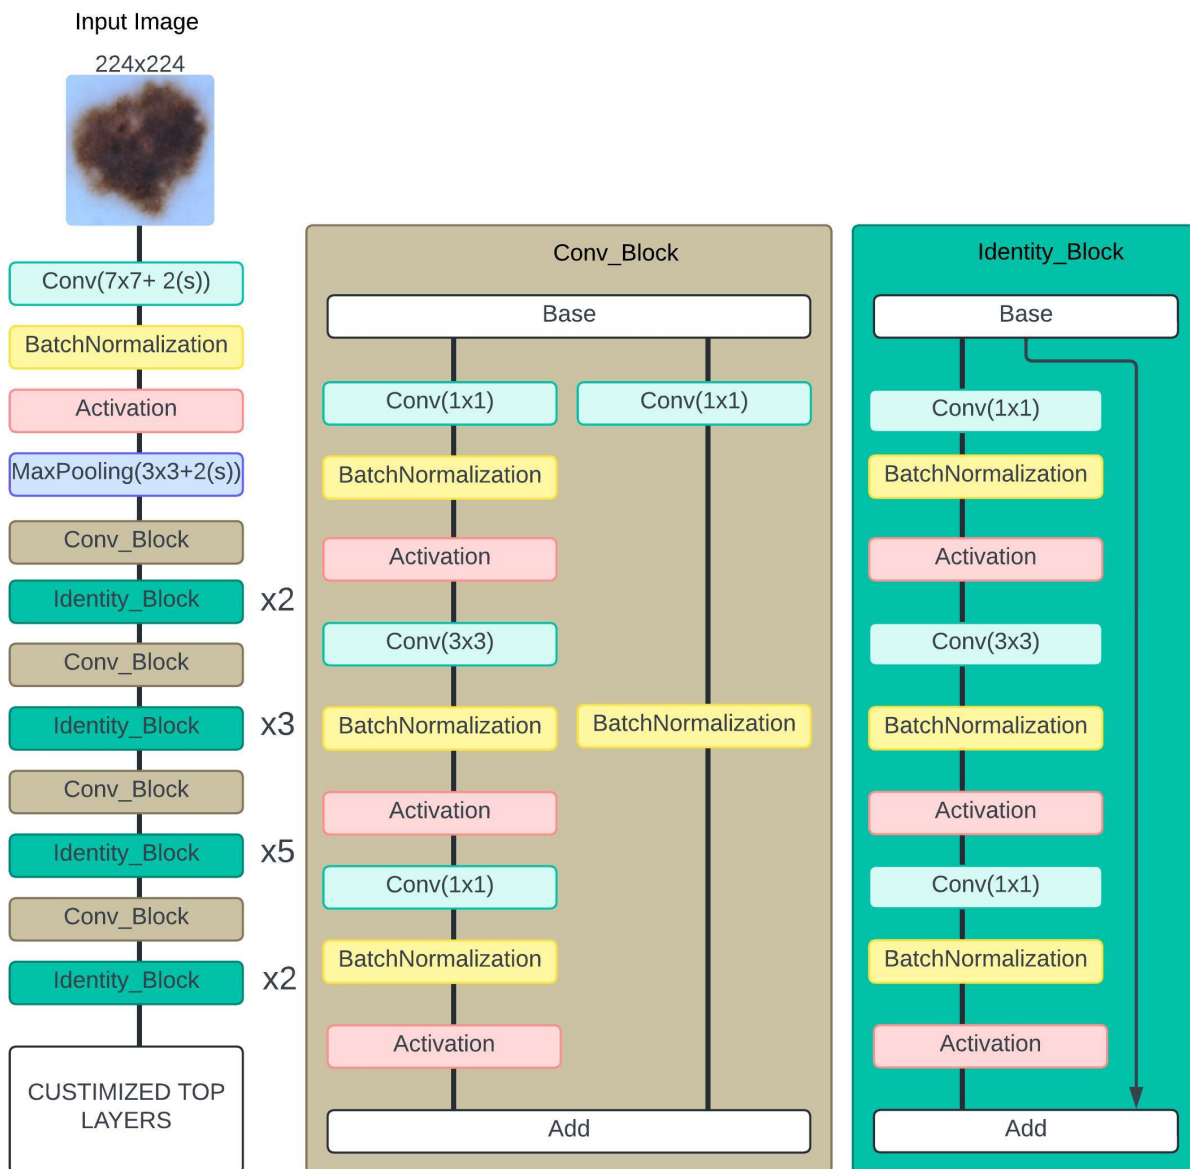 Input Image
224x224
Conv(7x7+ 2(s))
BatchNormalization
Activation
MaxPooling(3x3+2(s))
Conv_Block
Identity_Block
x2
Conv_Block
Identity_Block
x3
Conv_Block
Identity_Block
x5
Conv_Block
Identity_Block
x2
CUSTIMIZED TOP
LAYERS
Conv_Block
Base
Conv(1x1)
BatchNormalization
Activation
Conv(3x3)
BatchNormalization
Activation
Conv(1x1)
BatchNormalization
Activation
Conv(1x1)
BatchNormalization
Add
Identity_Block
Base
Conv(1x1)
BatchNormalization
Activation
Conv(3x3)
BatchNormalization
Activation
Conv(1x1)
BatchNormalization
Activation
Add